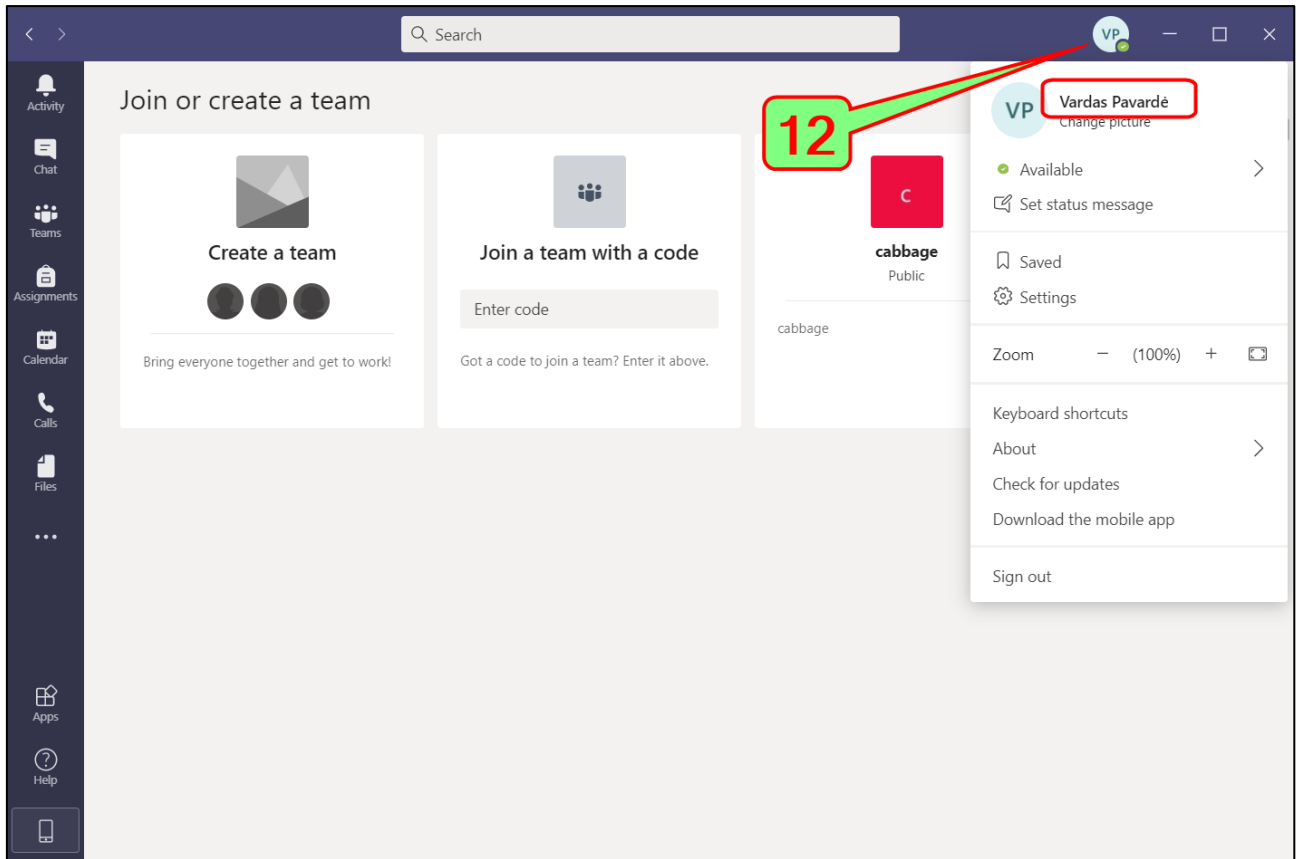 Search
VP
Activity
Chat
Teams
Assignments
Calendar
Calls
Files
Apps
Help
Join or create a team
Create a team
Bring everyone together and get to work!
Join a team with a code
Enter code
Got a code to join a team? Enter it above.
C
cabbage
Public
cabbage
12
VP
Vardas Pavardė
Change picture
Available
Set status message
Saved
Settings
Zoom (100%)
Keyboard shortcuts
About
Check for updates
Download the mobile app
Sign out